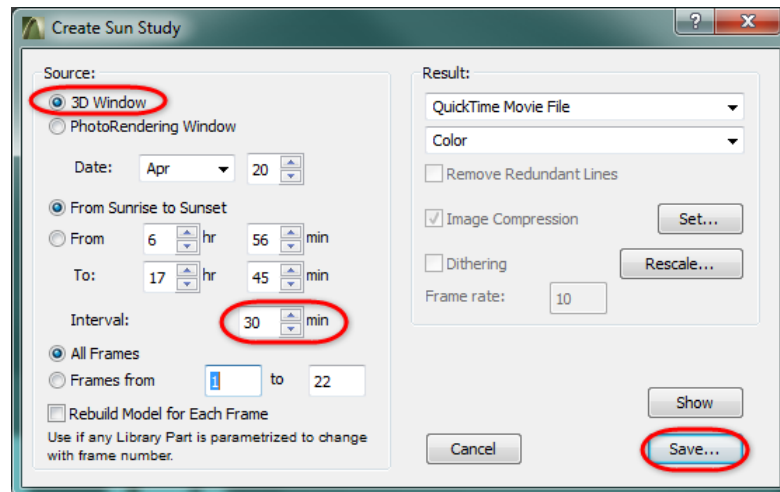 Create Sun Study
?
X
Source:
3D Window
PhotoRendering Window
Date: Apr 20
From Sunrise to Sunset
From 6 hr 56 min
To: 17 hr 45 min
Interval: 30 min
All Frames
Frames from 1 to 22
Rebuild Model for Each Frame
Use if any Library Part is parametrized to change
with frame number.
Result:
QuickTime Movie File
Color
Remove Redundant Lines
Image Compression Set...
Dithering Rescale...
Frame rate: 10
Show
Cancel Save...